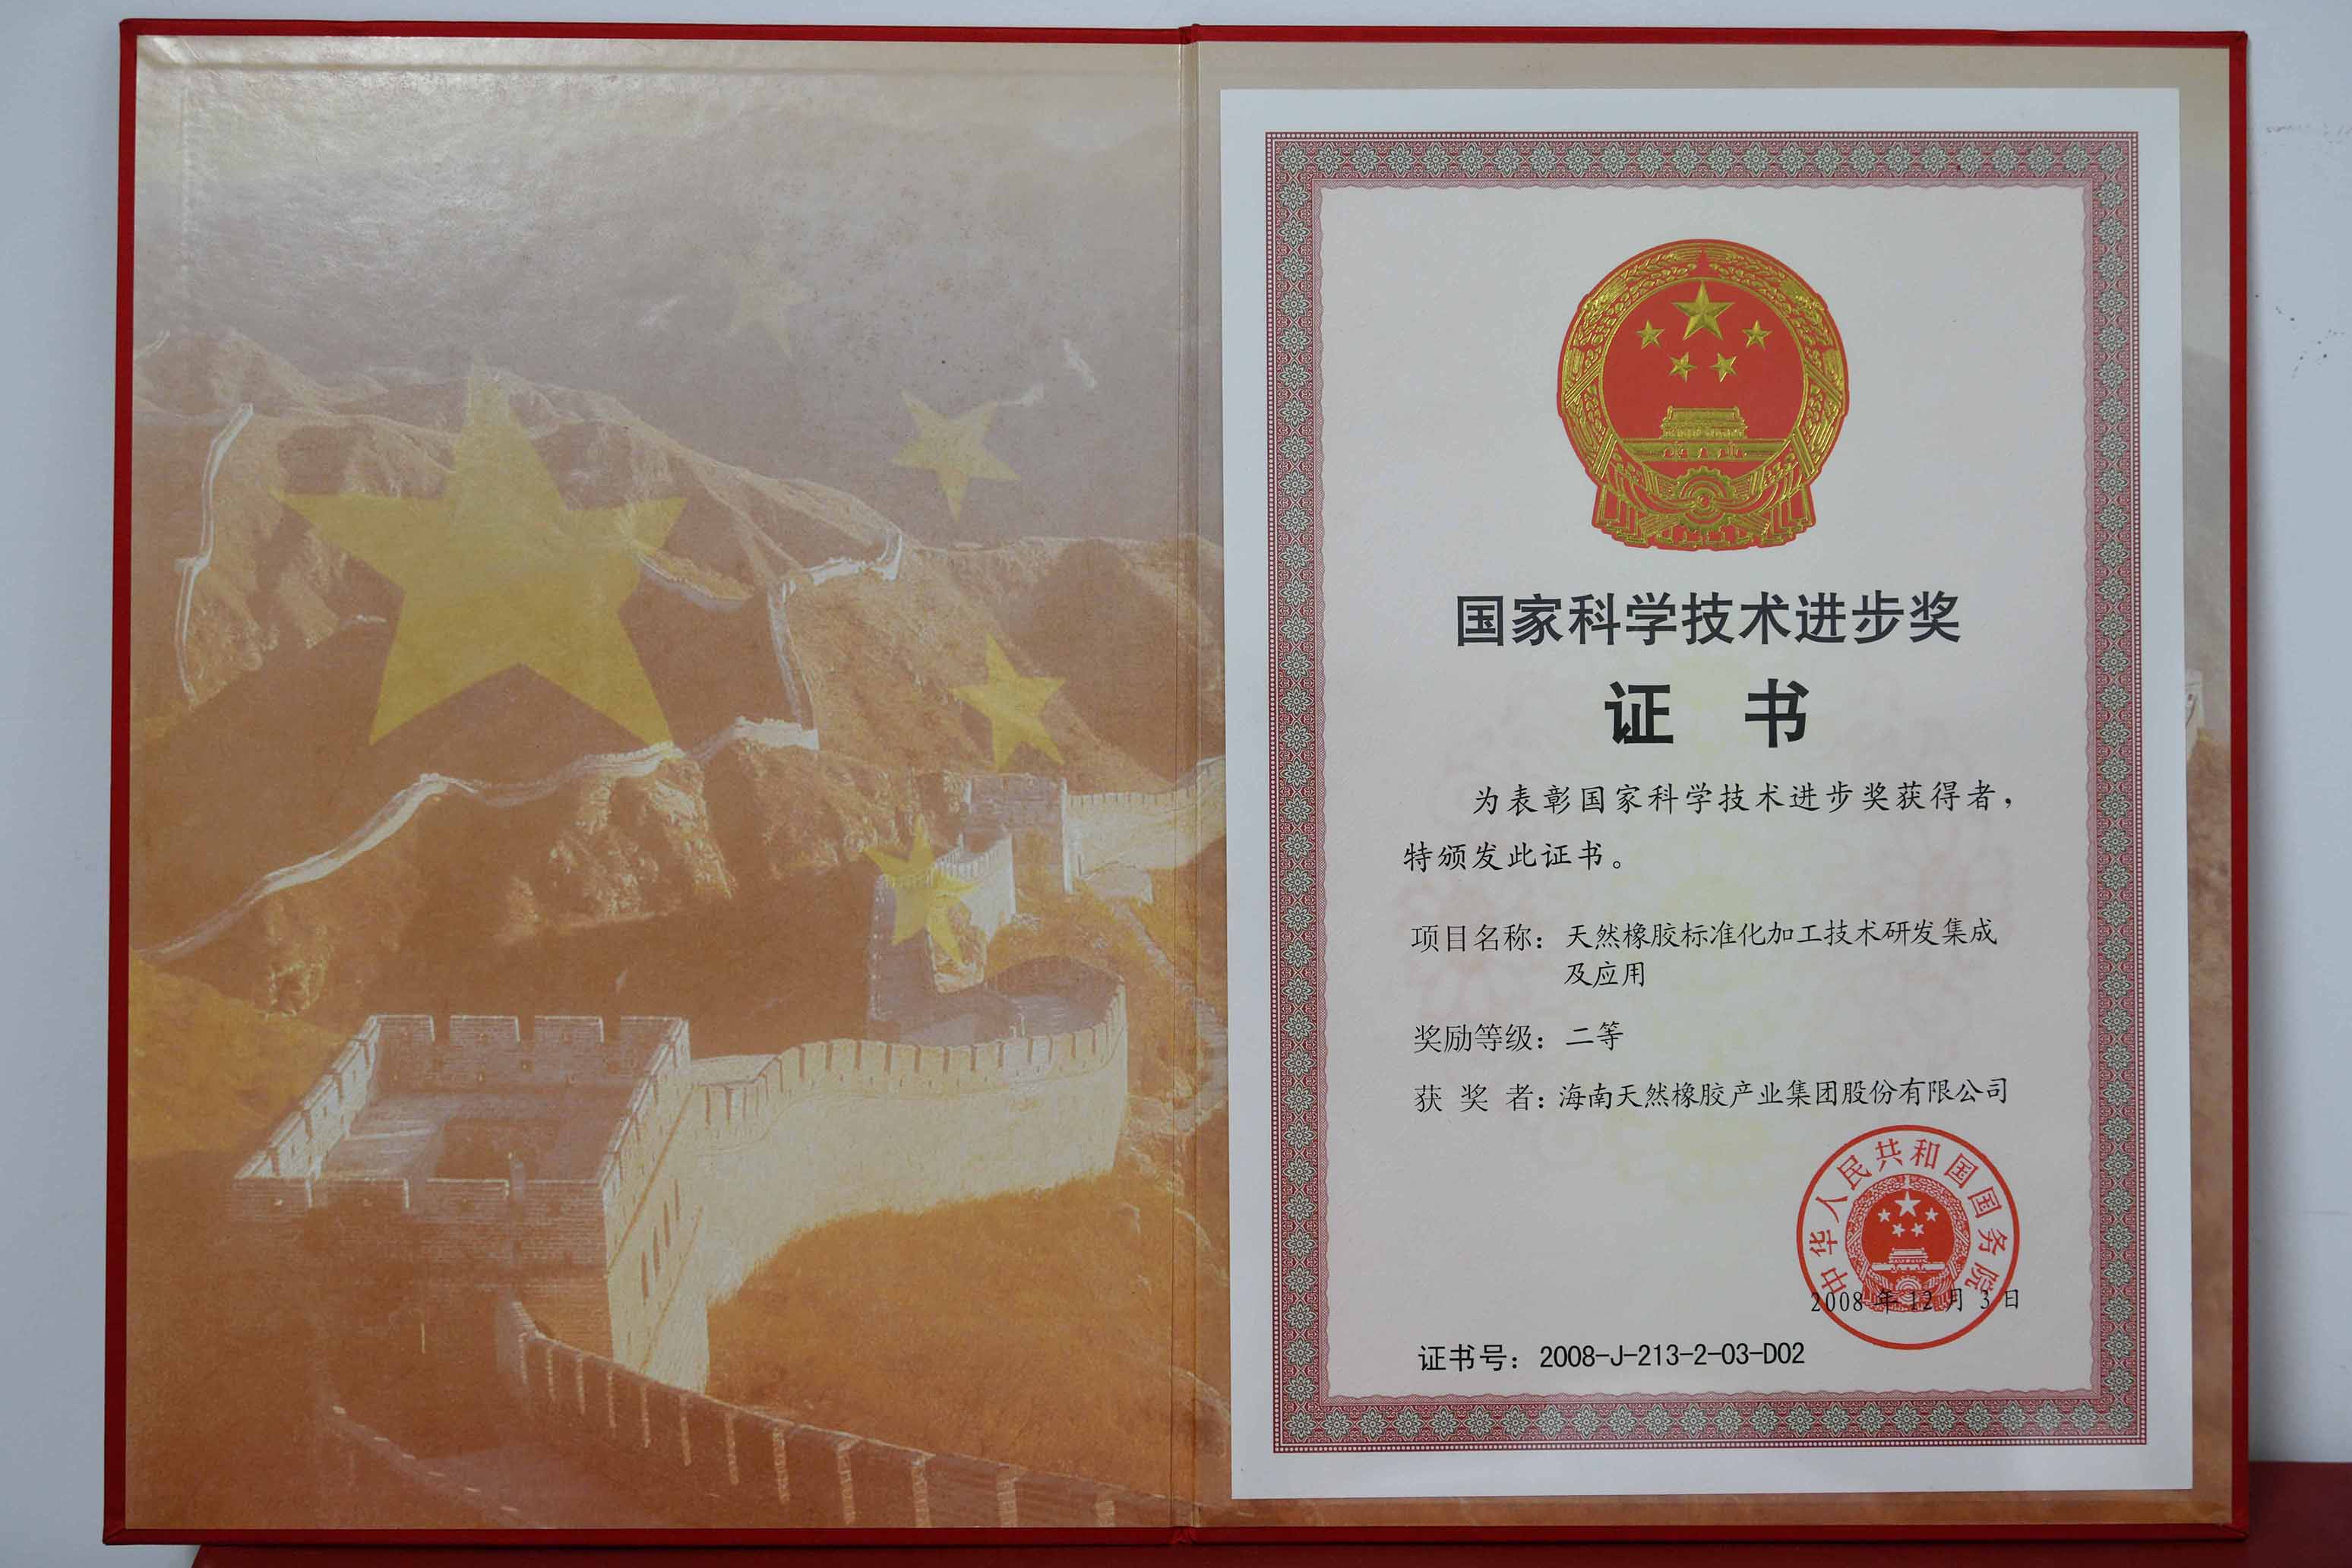 国家科学技术进步奖
证书
为表彰国家科学技术进步奖获得者，
特颁发此证书。
项目名称：天然橡胶标准化加工技术研发集成
及应用
奖励等级：二等
获奖者：海南天然橡胶产业集团股份有限公司
中华人民共和国国务院
2008年12月3日
证书号：2008-J-213-2-03-D02